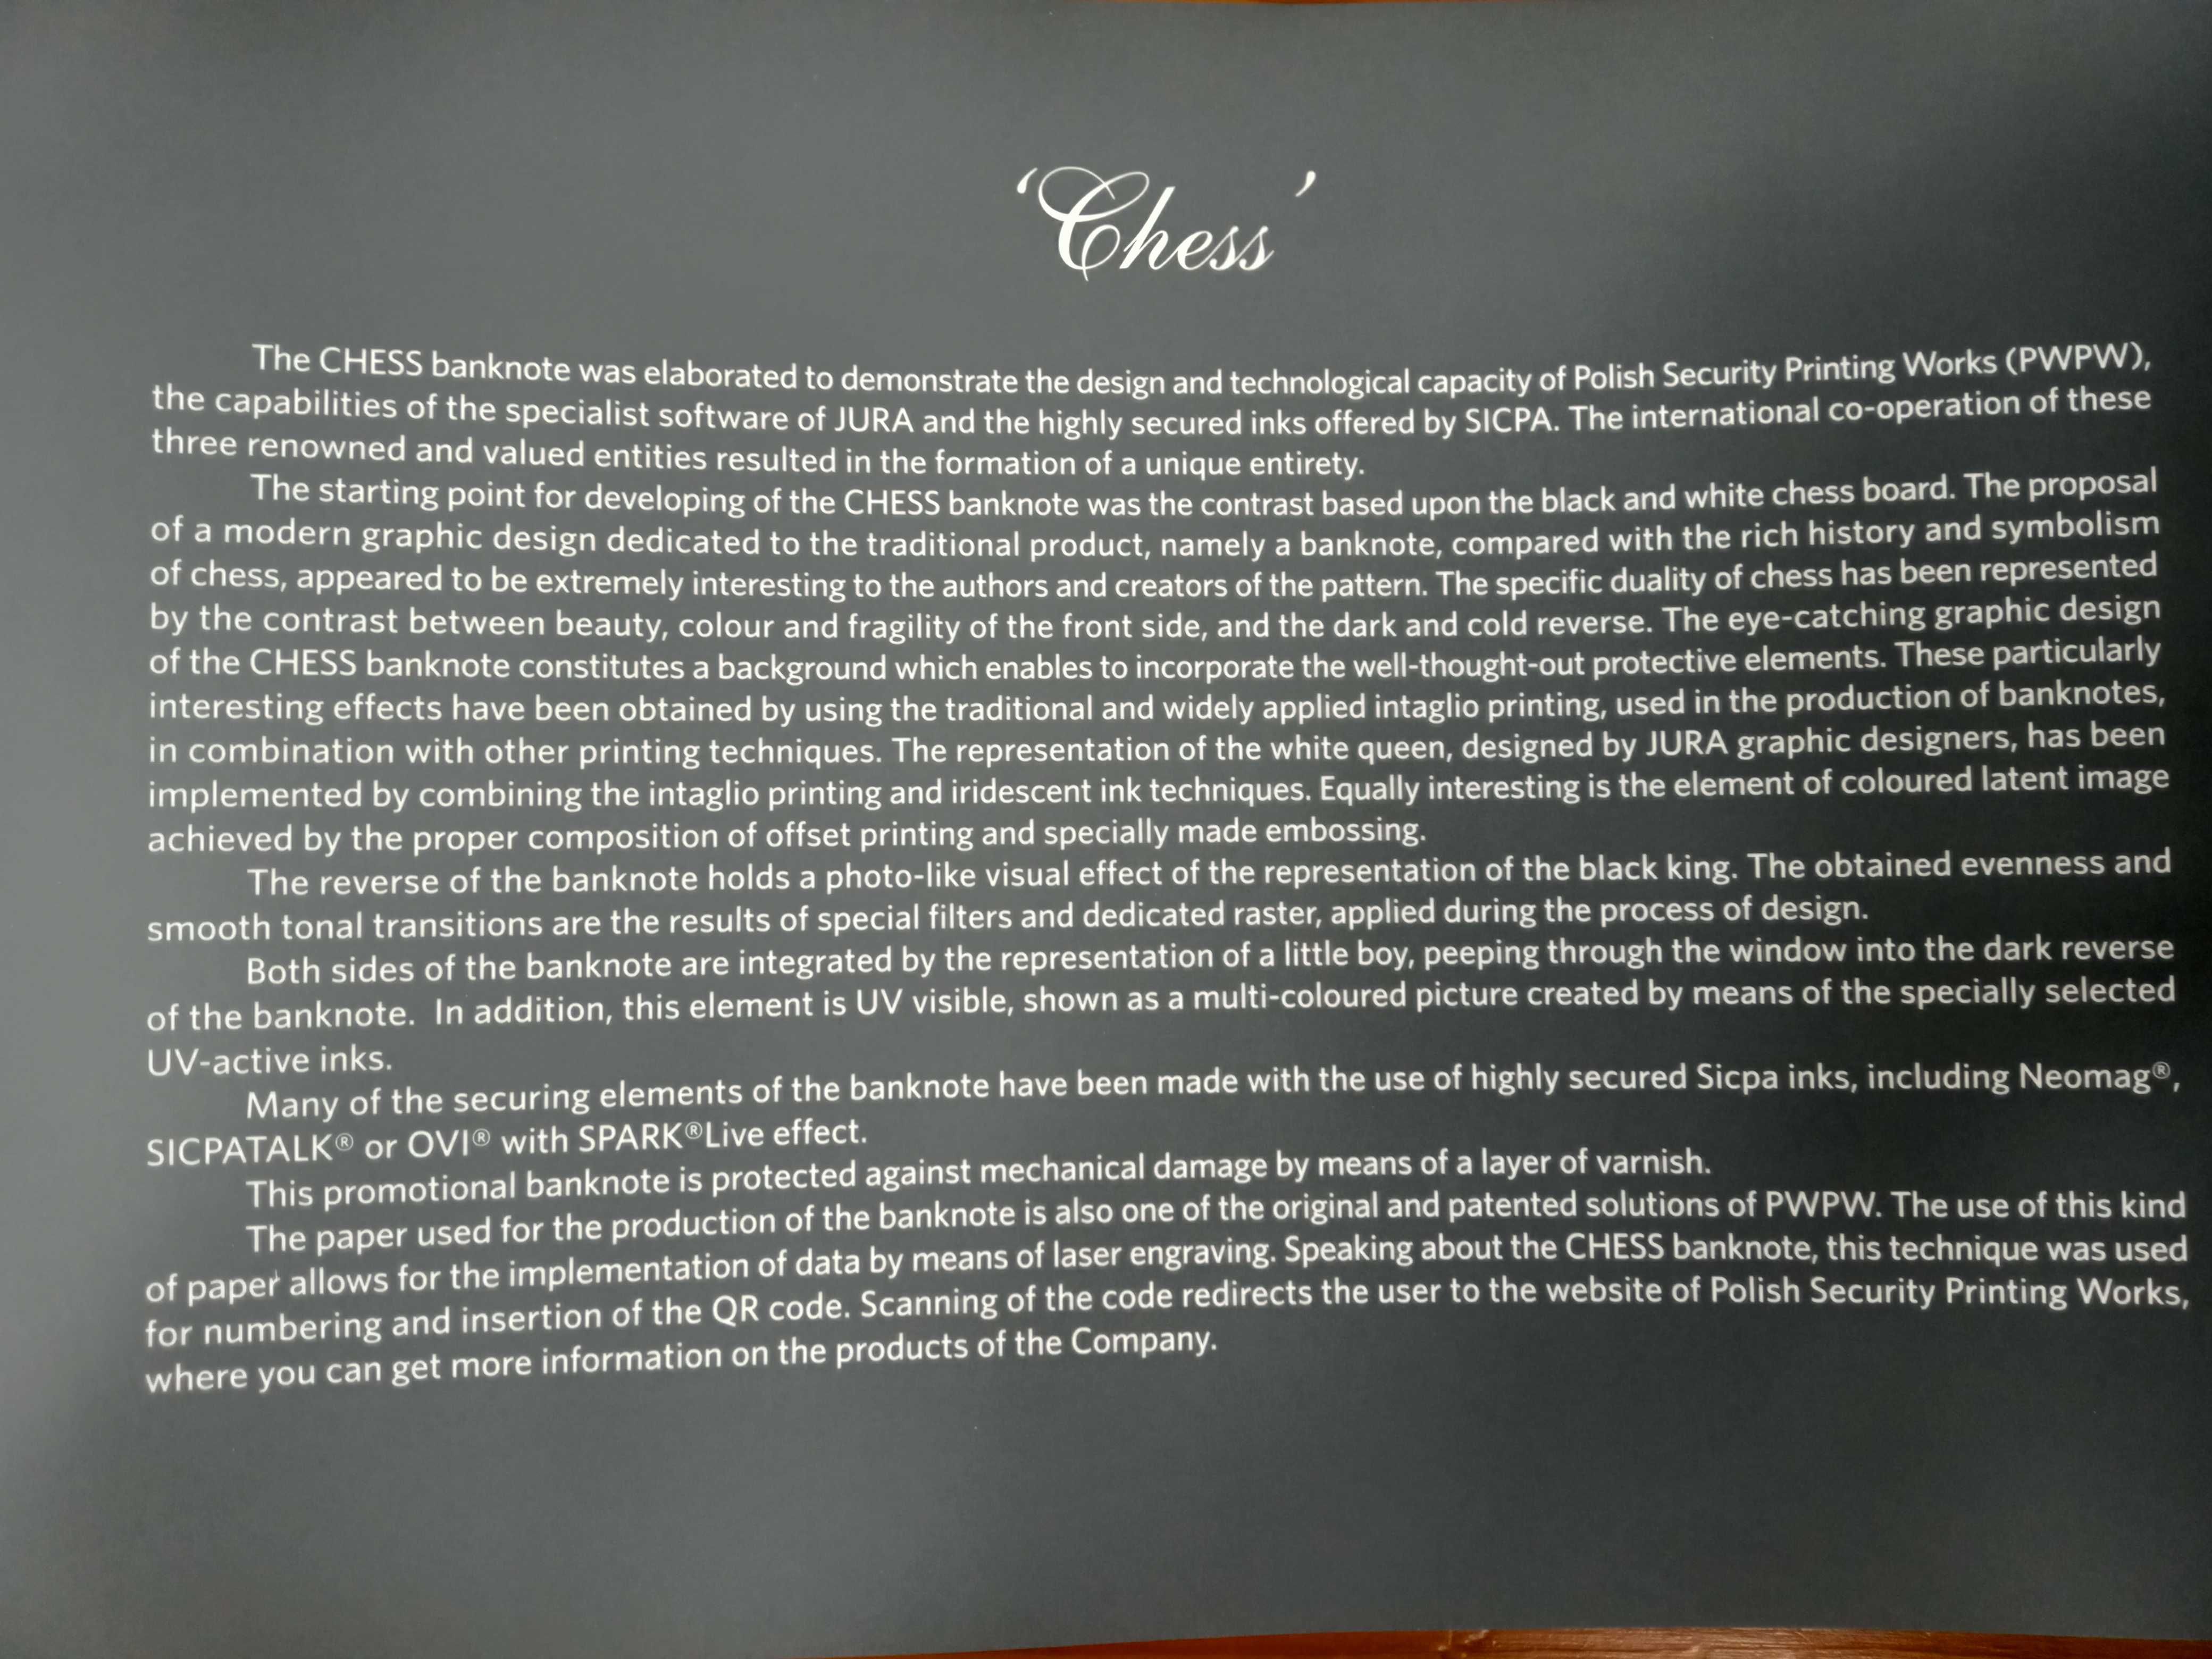 ‘Chess’
The CHESS banknote was elaborated to demonstrate the design and technological capacity of Polish Security Printing Works (PWPW),
the capabilities of the specialist software of JURA and the highly secured inks offered by SICPA. The international co-operation of these
three renowned and valued entities resulted in the formation of a unique entirety.
The starting point for developing of the CHESS banknote was the contrast based upon the black and white chess board. The proposal
of a modern graphic design dedicated to the traditional product, namely a banknote, compared with the rich history and symbolism
of chess, appeared to be extremely interesting to the authors and creators of the pattern. The specific duality of chess has been represented
by the contrast between beauty, colour and fragility of the front side, and the dark and cold reverse. The eye-catching graphic design
of the CHESS banknote constitutes a background which enables to incorporate the well-thought-out protective elements. These particularly
interesting effects have been obtained by using the traditional and widely applied intaglio printing, used in the production of banknotes,
in combination with other printing techniques. The representation of the white queen, designed by JURA graphic designers, has been
implemented by combining the intaglio printing and iridescent ink techniques. Equally interesting is the element of coloured latent image
achieved by the proper composition of offset printing and specially made embossing.
The reverse of the banknote holds a photo-like visual effect of the representation of the black king. The obtained evenness and
smooth tonal transitions are the results of special filters and dedicated raster, applied during the process of design.
Both sides of the banknote are integrated by the representation of a little boy, peeping through the window into the dark reverse
of the banknote.  In addition, this element is UV visible, shown as a multi-coloured picture created by means of the specially selected
UV-active inks.
Many of the securing elements of the banknote have been made with the use of highly secured Sicpa inks, including Neomag®,
SICPATALK® or OVI® with SPARK®Live effect.
This promotional banknote is protected against mechanical damage by means of a layer of varnish.
The paper used for the production of the banknote is also one of the original and patented solutions of PWPW. The use of this kind
of paper allows for the implementation of data by means of laser engraving. Speaking about the CHESS banknote, this technique was used
for numbering and insertion of the QR code. Scanning of the code redirects the user to the website of Polish Security Printing Works,
where you can get more information on the products of the Company.